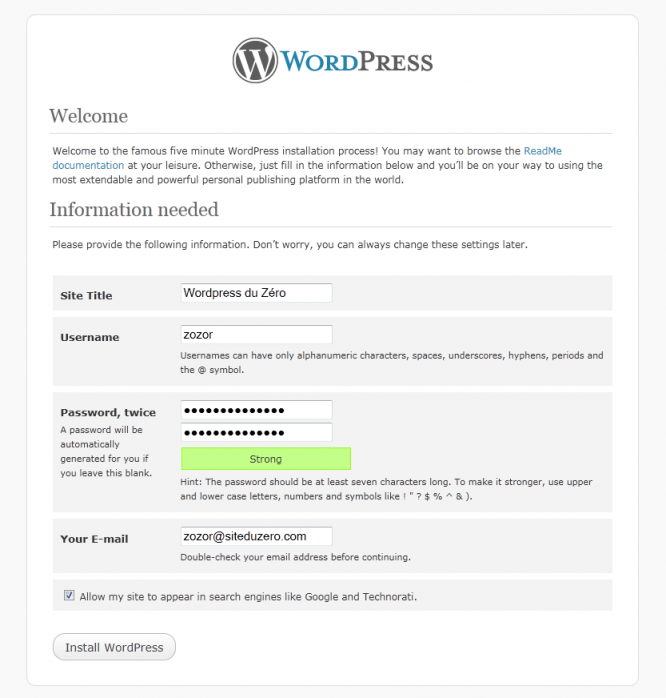 WORDPRESS
Welcome
Welcome to the famous five minute WordPress installation process! You may want to browse the ReadMe
documentation at your leisure. Otherwise, just fill in the information below and you'll be on your way to using the
most extendable and powerful personal publishing platform in the world.
Information needed
Please provide the following information. Don't worry, you can always change these settings later.
Site Title
Wordpress du Zéro
Username
zozor
Usernames can have only alphanumeric characters, spaces, underscores, hyphens, periods and
the @ symbol.
Password, twice
A password will be
automatically
generated for you if
you leave this blank.
●●●●●●●●●●●●●●
●●●●●●●●●●●●●●
Strong
Hint: The password should be at least seven characters long. To make it stronger, use upper
and lower case letters, numbers and symbols like ! " ? $ % ^ & ).
Your E-mail
zozor@siteduzero.com
Double-check your email address before continuing.
Allow my site to appear in search engines like Google and Technorati.
Install WordPress